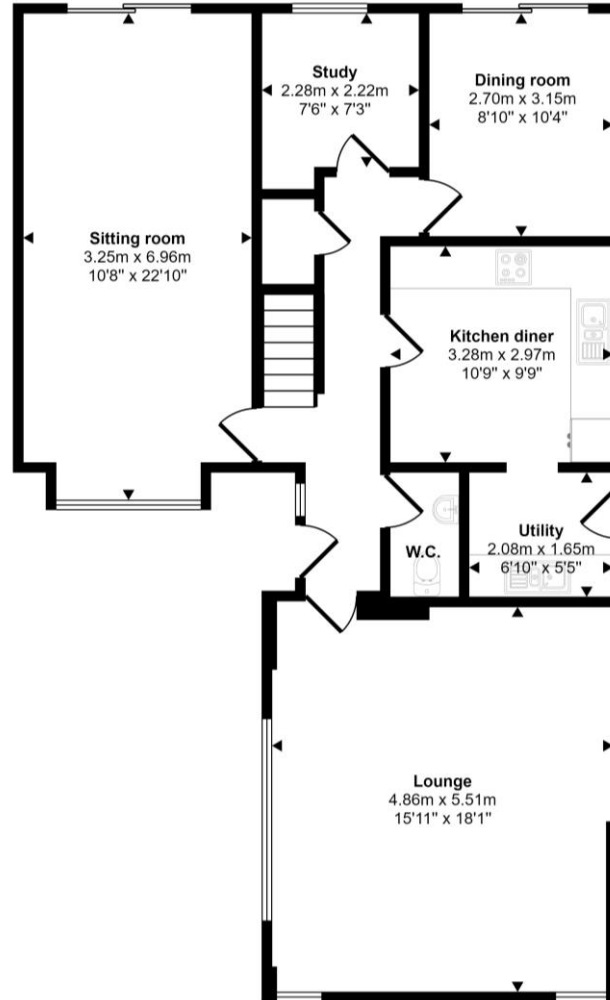 Study
2.28m x 2.22m
7'6" x 7'3"
Dining room
2.70m x 3.15m
8'10" x 10'4"
Sitting room
3.25m x 6.96m
10'8" x 22'10"
Kitchen diner
3.28m x 2.97m
10'9" x 9'9"
W.C.
Utility
2.08m x 1.65m
6'10" x 5'5"
Lounge
4.86m x 5.51m
15'11" x 18'1"